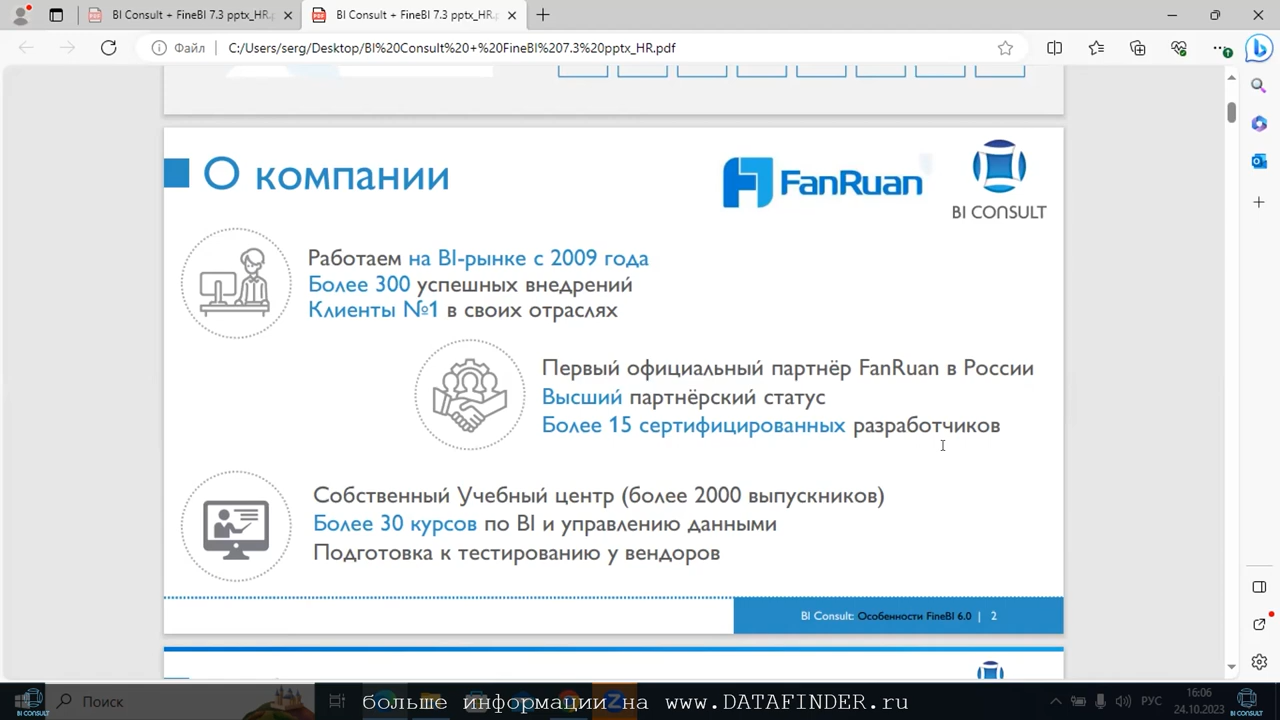 BI Consult + FineBI 7.3 pptx_HR.
BI Consult + FineBI 7.3 pptx_HR.
Файл
C:/Users/serg/Desktop/BI%20Consult%20+%20FineBI%207.3%20pptx_HR.pdf
О компании
FanRuan
BI CONSULT
Работаем на BI-рынке с 2009 года
Более 300 успешных внедрений
Клиенты №1 в своих отраслях
Первый официальный партнёр FanRuan в России
Высший партнёрский статус
Более 15 сертифицированных разработчиков
Собственный Учебный центр (более 2000 выпускников)
Более 30 курсов по BI и управлению данными
Подготовка к тестированию у вендоров
BI Consult: Особенности FineBI 6.0 | 2
BI CONSULT
Поиск
больше информации на www.DATAFINDER.ru
РУС
16:06
24.10.2023
BI CONSULT